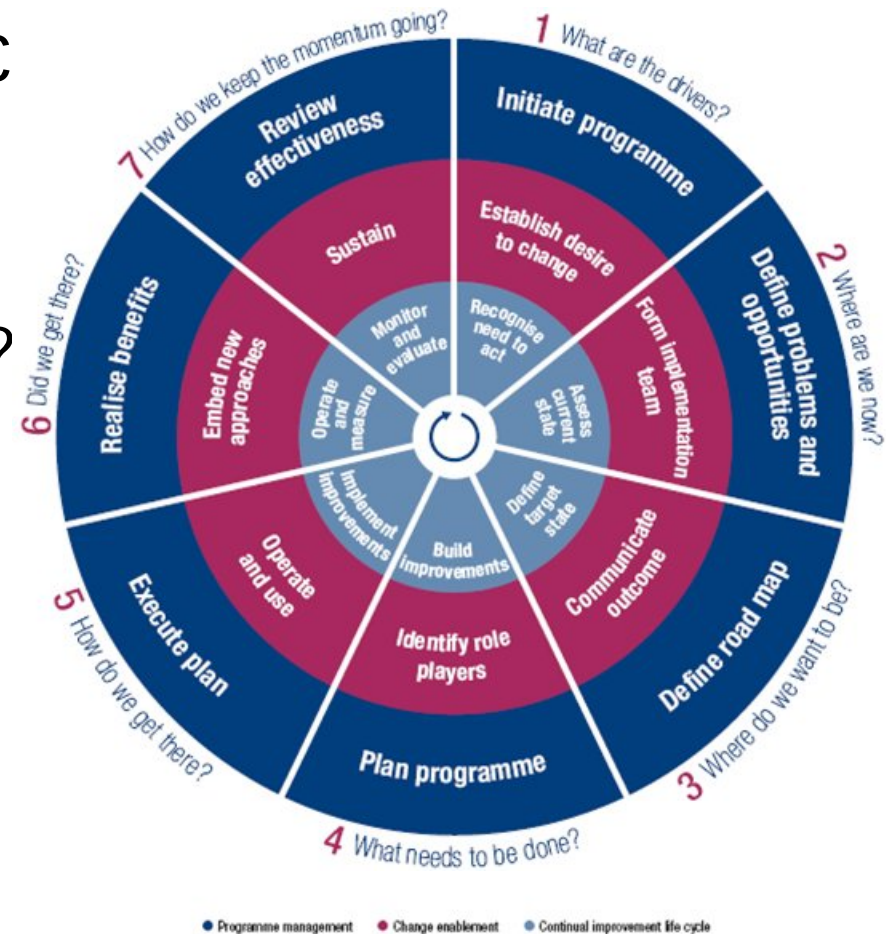 C
?
1 What are the drivers?
Initiate programme
Establish desire
to change
Recognise
need to
act
2 Where are we now?
Define problems and
opportunities
Form implementation
team
Assess
current
state
3 Where do we want to be?
Define road map
Communicate
outcome
Define
target
state
4 What needs to be done?
Plan programme
Identify role
players
Build
improvements
5 How do we get there?
Execute plan
Operate
and use
Implement
improvements
6 Did we get there?
Realise benefits
Embed new
approaches
Operate
and
measure
7 How do we keep the momentum going?
Review
effectiveness
Sustain
Monitor
and
evaluate
Programme management
Change enablement
Continual improvement life cycle